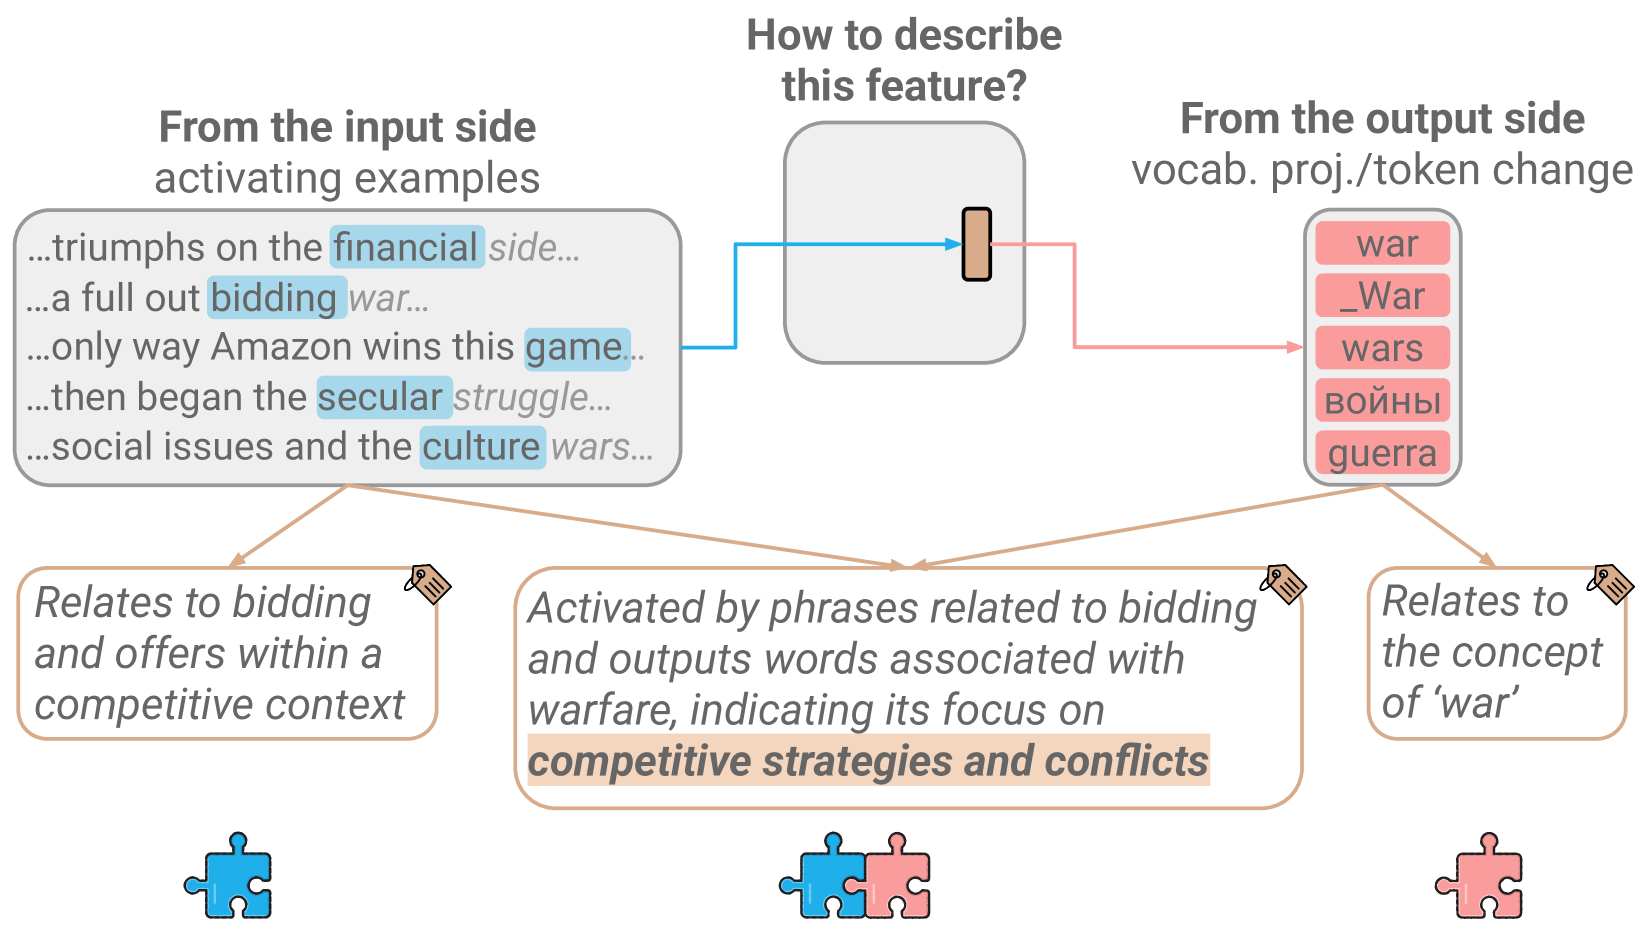 How to describe
this feature?
From the input side
activating examples
...triumphs on the financial side...
...a full out bidding war...
...only way Amazon wins this game...
...then began the secular struggle...
...social issues and the culture wars...
From the output side
vocab. proj./token change
war
_War
wars
войны
guerra
Relates to bidding
and offers within a
competitive context
Activated by phrases related to bidding
and outputs words associated with
warfare, indicating its focus on
competitive strategies and conflicts
Relates to
the concept
of ‘war’